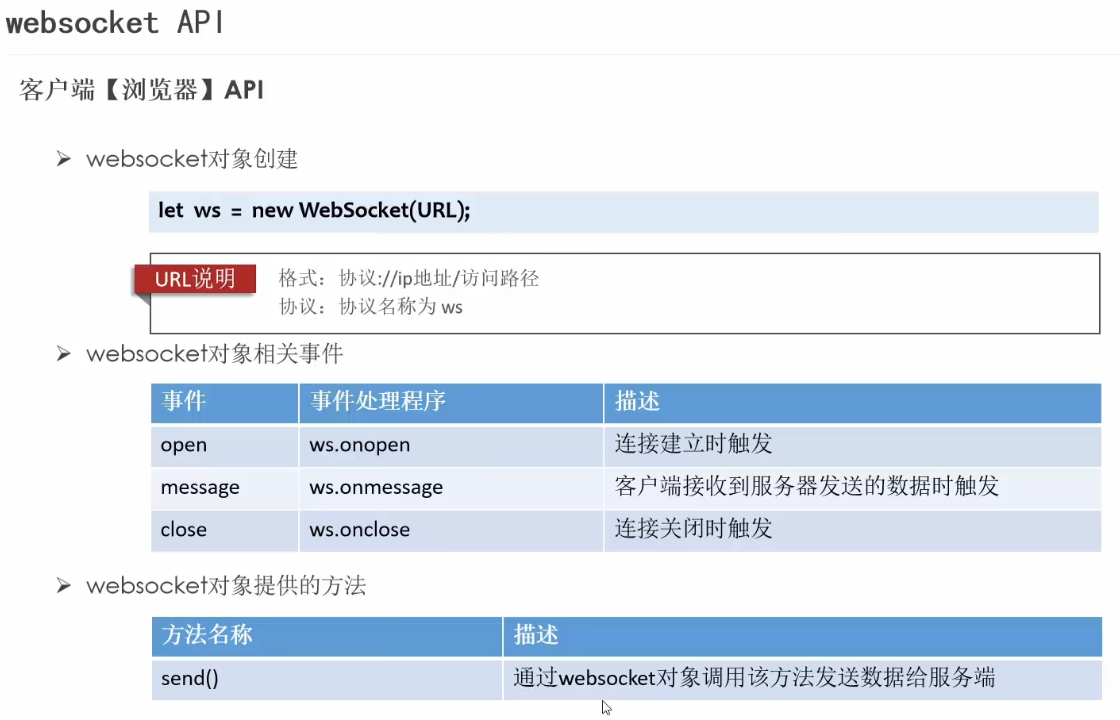 websocket API
客户端【浏览器】API
websocket对象创建
let ws = new WebSocket(URL);
URL说明
格式：协议://ip地址/访问路径
协议：协议名称为 ws
websocket对象相关事件
事件 事件处理程序 描述
open ws.onopen 连接建立时触发
message ws.onmessage 客户端接收到服务器发送的数据时触发
close ws.onclose 连接关闭时触发
websocket对象提供的方法
方法名称 描述
send() 通过websocket对象调用该方法发送数据给服务端